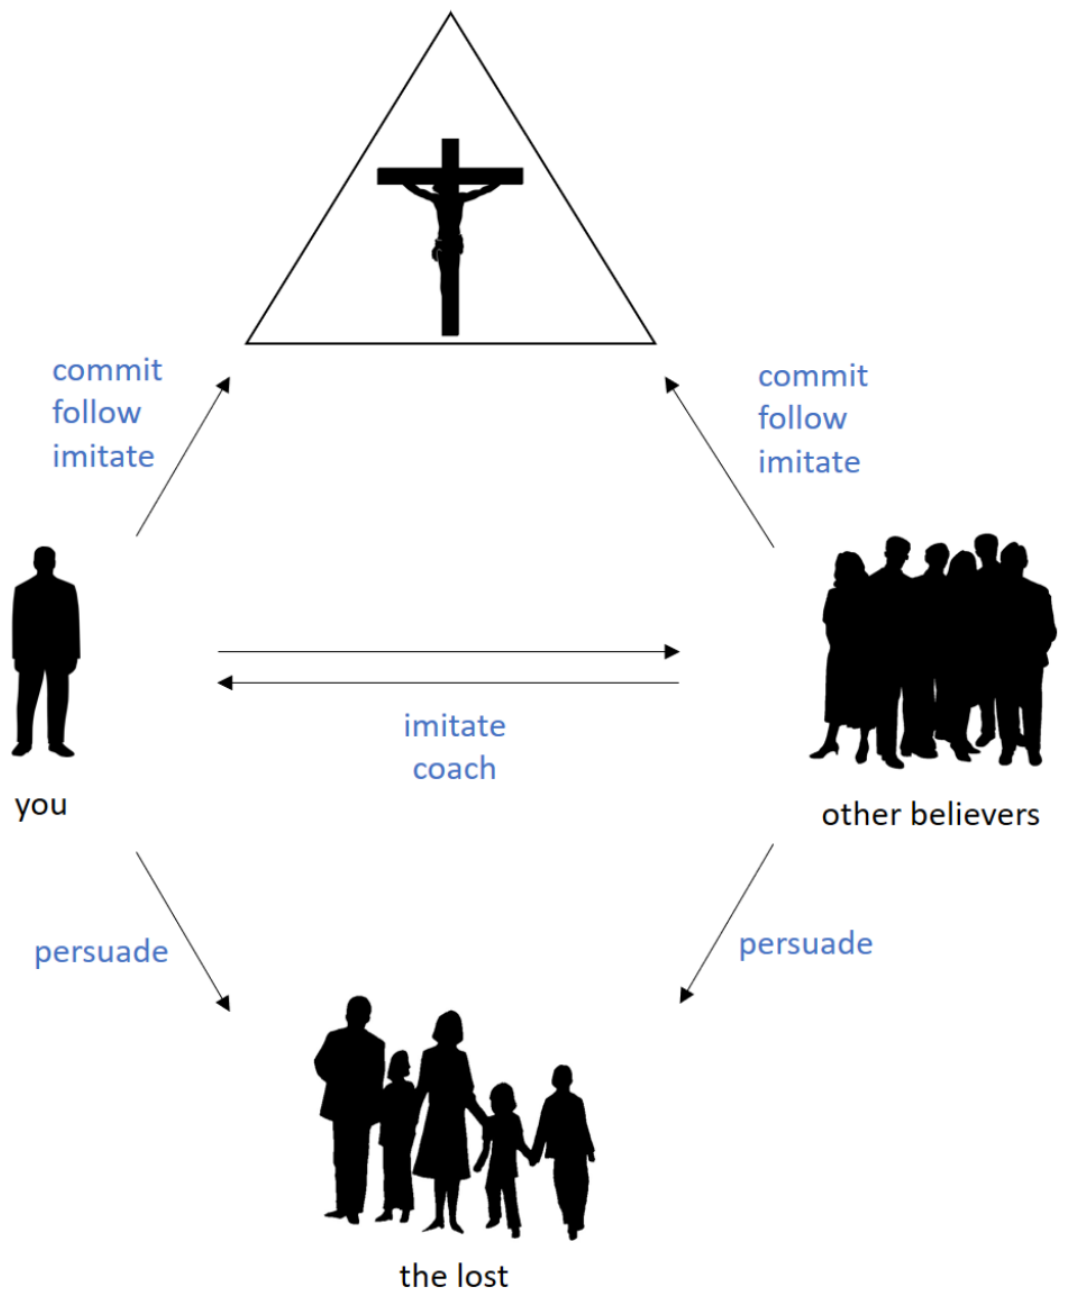 commit
follow
imitate
commit
follow
imitate
imitate
coach
you
other believers
persuade
persuade
the lost